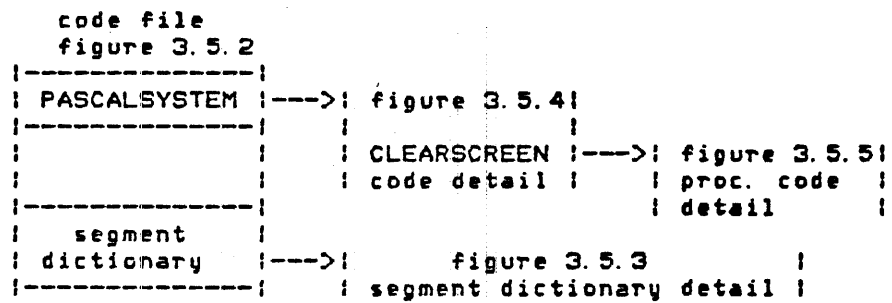 code file
figure 3.5.2
|---------------|
| PASCALSYSTEM |--->| figure 3.5.4|
|---------------|    |             |
|               |    | CLEARSCREEN |--->| figure 3.5.5|
|               |    | code detail |    | proc. code  |
|---------------|                       | detail      |
|    segment    |
| dictionary    |--->|       figure 3.5.3        |
|---------------|    | segment dictionary detail |